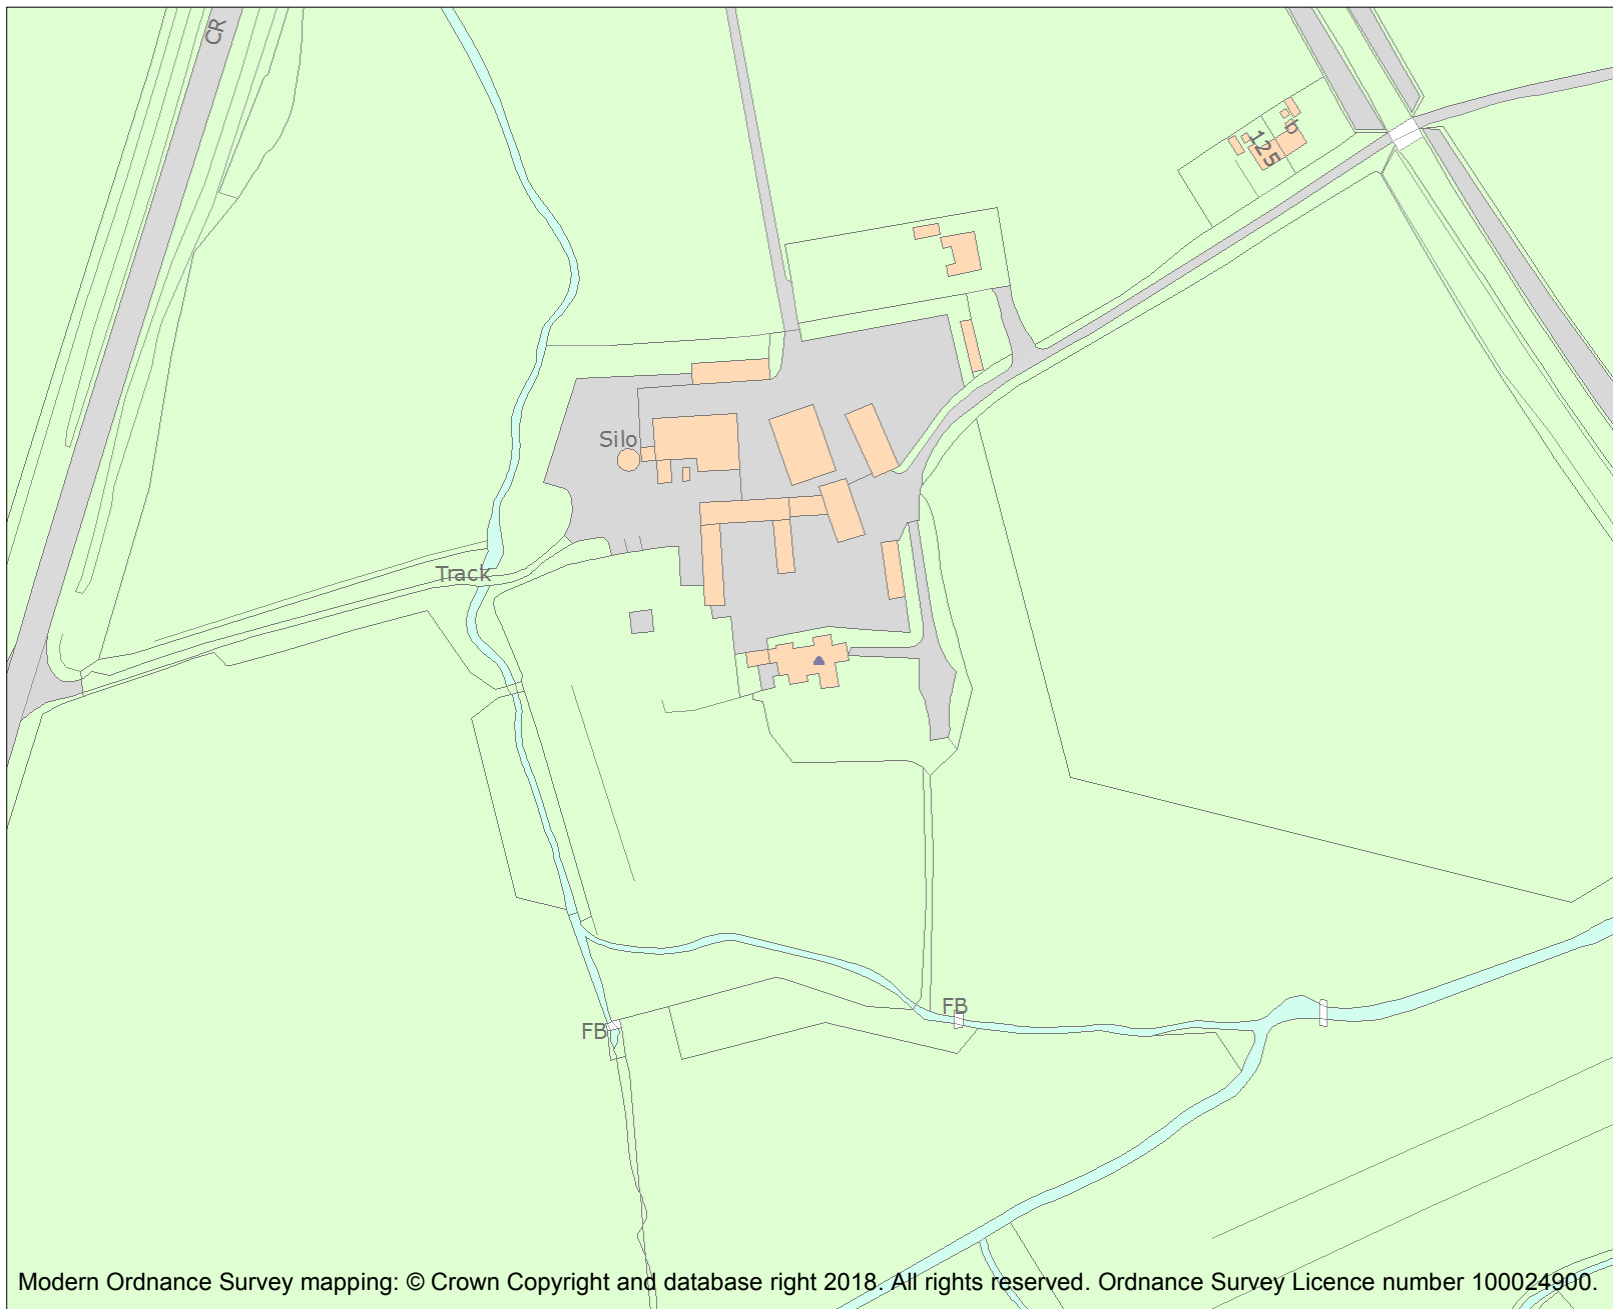 CR
125
b
Silo
Track
FB
FB
Modern Ordnance Survey mapping: © Crown Copyright and database right 2018. All rights reserved. Ordnance Survey Licence number 100024900.